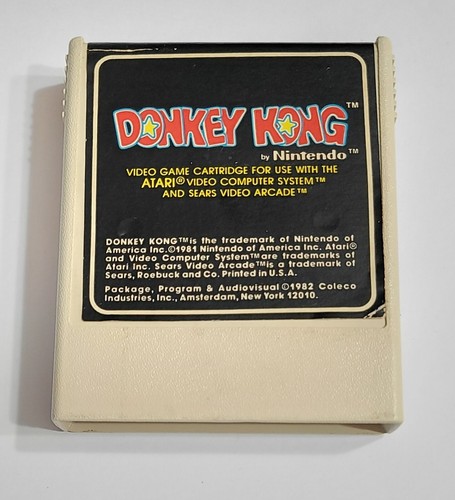 DONKEY KONG™
by Nintendo™
VIDEO GAME CARTRIDGE FOR USE WITH THE
ATARI® VIDEO COMPUTER SYSTEM™
AND SEARS VIDEO ARCADE™
DONKEY KONG™ is the trademark of Nintendo of
America Inc. ©1981 Nintendo of America Inc. Atari®
and Video Computer System™ are trademarks of
Atari Inc. Sears Video Arcade™ is a trademark of
Sears, Roebuck and Co. Printed in U.S.A.
Package, Program & Audiovisual ©1982 Coleco
Industries, Inc., Amsterdam, New York 12010.